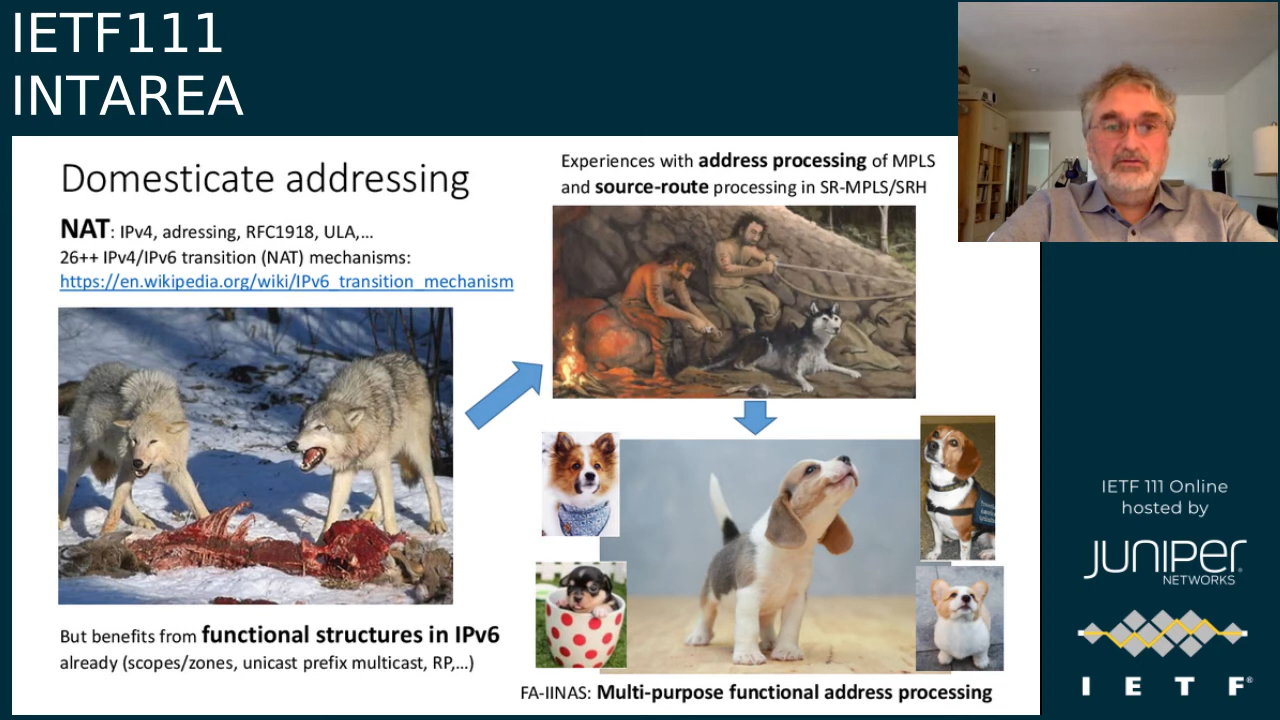 IETF111
INTAREA
Domesticate addressing
NAT: IPv4, adressing, RFC1918, ULA,...
26++ IPv4/IPv6 transition (NAT) mechanisms:
https://en.wikipedia.org/wiki/IPv6_transition_mechanism
Experiences with address processing of MPLS
and source-route processing in SR-MPLS/SRH
But benefits from functional structures in IPv6
already (scopes/zones, unicast prefix multicast, RP,...)
FA-IINAS: Multi-purpose functional address processing
IETF 111 Online
hosted by
JUNIPER
NETWORKS
I E T F